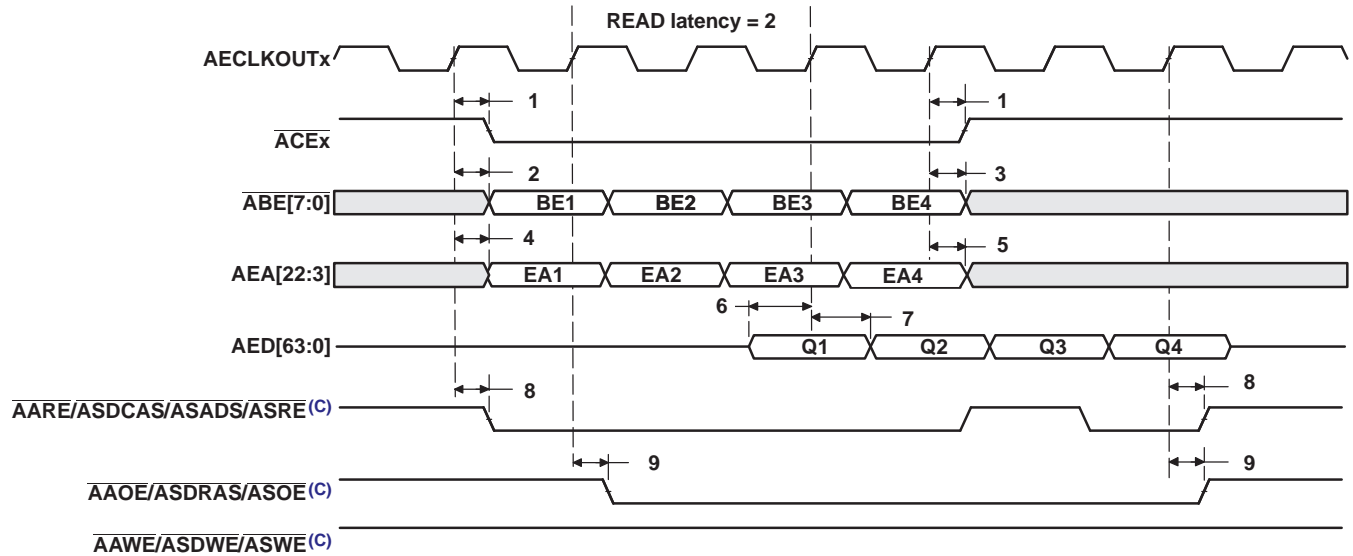 READ latency = 2
AECLKOUTx
1 1
ACEx
2 3
ABE[7:0] BE1 BE2 BE3 BE4
4 5
AEA[22:3] EA1 EA2 EA3 EA4
6 7
AED[63:0] Q1 Q2 Q3 Q4
8 8
AARE/ASDCAS/ASADS/ASRE(C)
9 9
AAOE/ASDRAS/ASOE(C)
AAWE/ASDWE/ASWE(C)